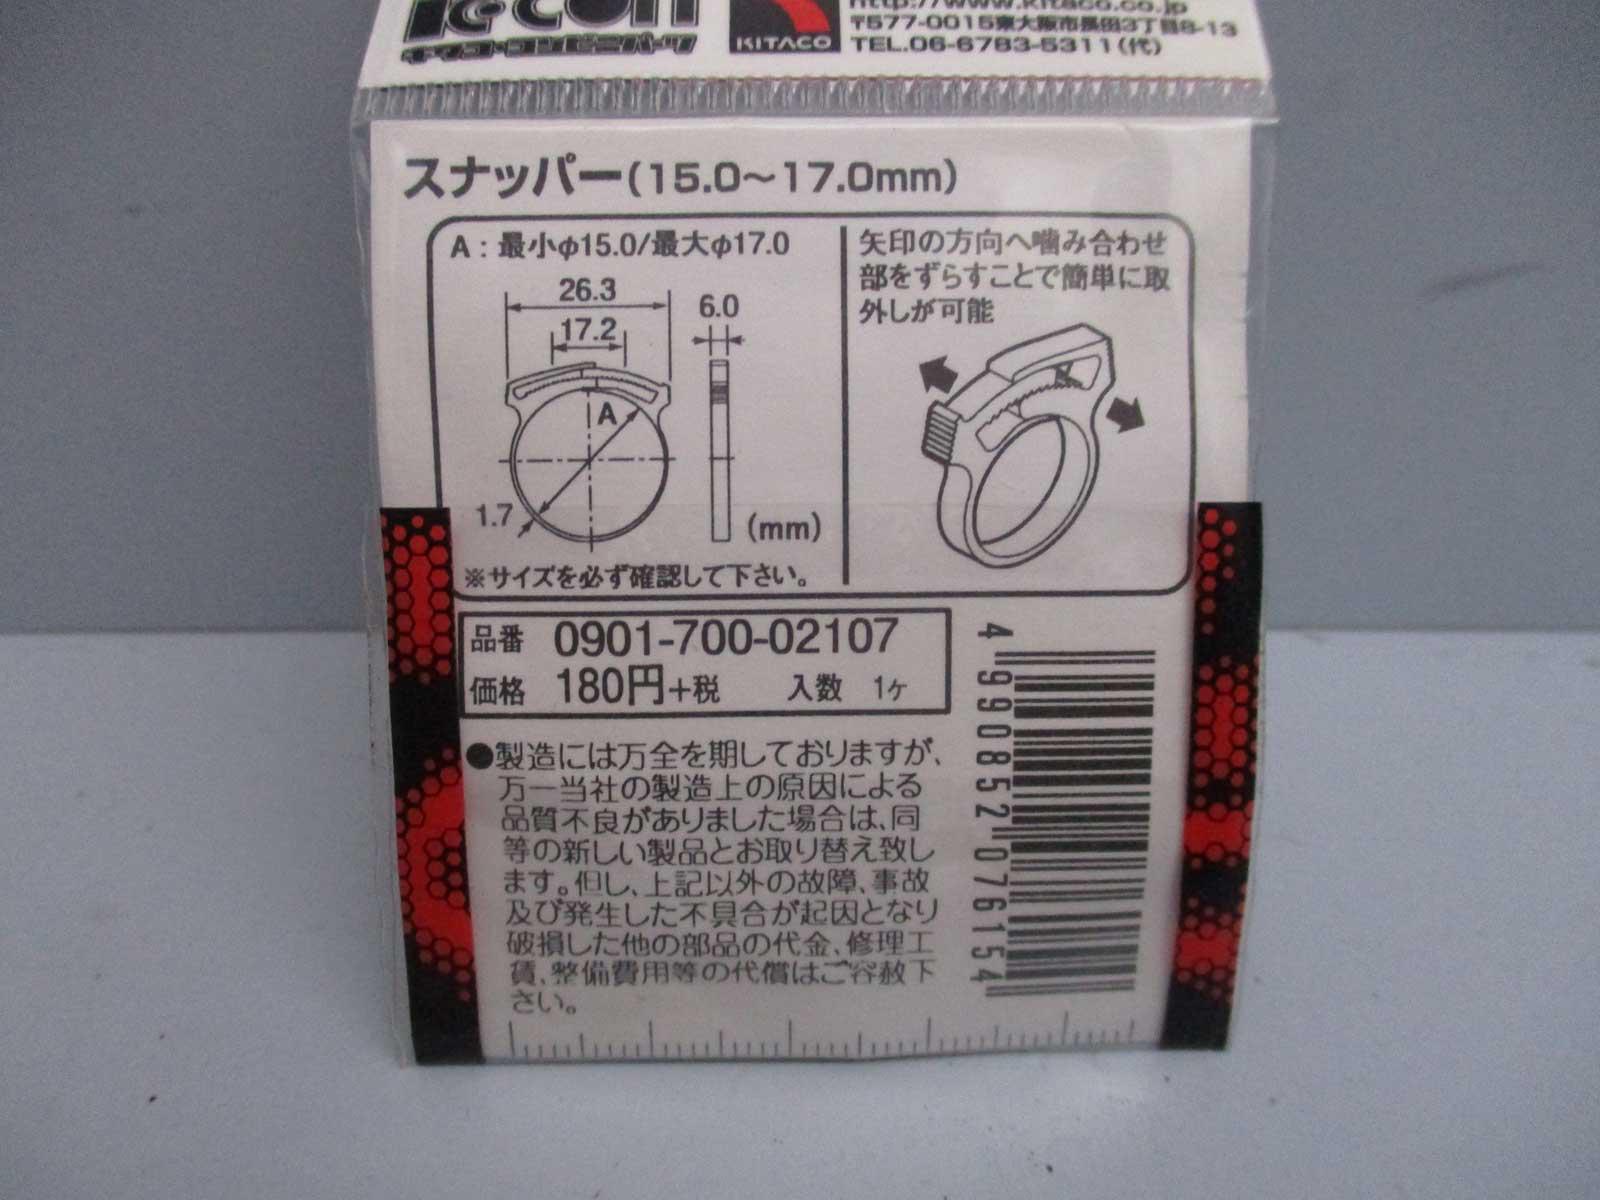 K・CON
キタコ・コンビニパーツ
KITACO
http://www.kitaco.co.jp
〒577-0015東大阪市長田3丁目8-13
TEL.06-6783-5311(代)
スナッパー(15.0～17.0mm)
A：最小φ15.0/最大φ17.0
26.3
17.2
6.0
A
1.7
(mm)
※サイズを必ず確認して下さい。
矢印の方向へ噛み合わせ
部をずらすことで簡単に取
外しが可能
品番 0901-700-02107
価格 180円+税 入数 1ヶ
●製造には万全を期しておりますが、
万一当社の製造上の原因による
品質不良がありました場合は、同
等の新しい製品とお取り替え致し
ます。但し、上記以外の故障、事故
及び発生した不具合が起因となり
破損した他の部品の代金、修理工
賃、整備費用等の代償はご容赦下
さい。
4 990852 076154